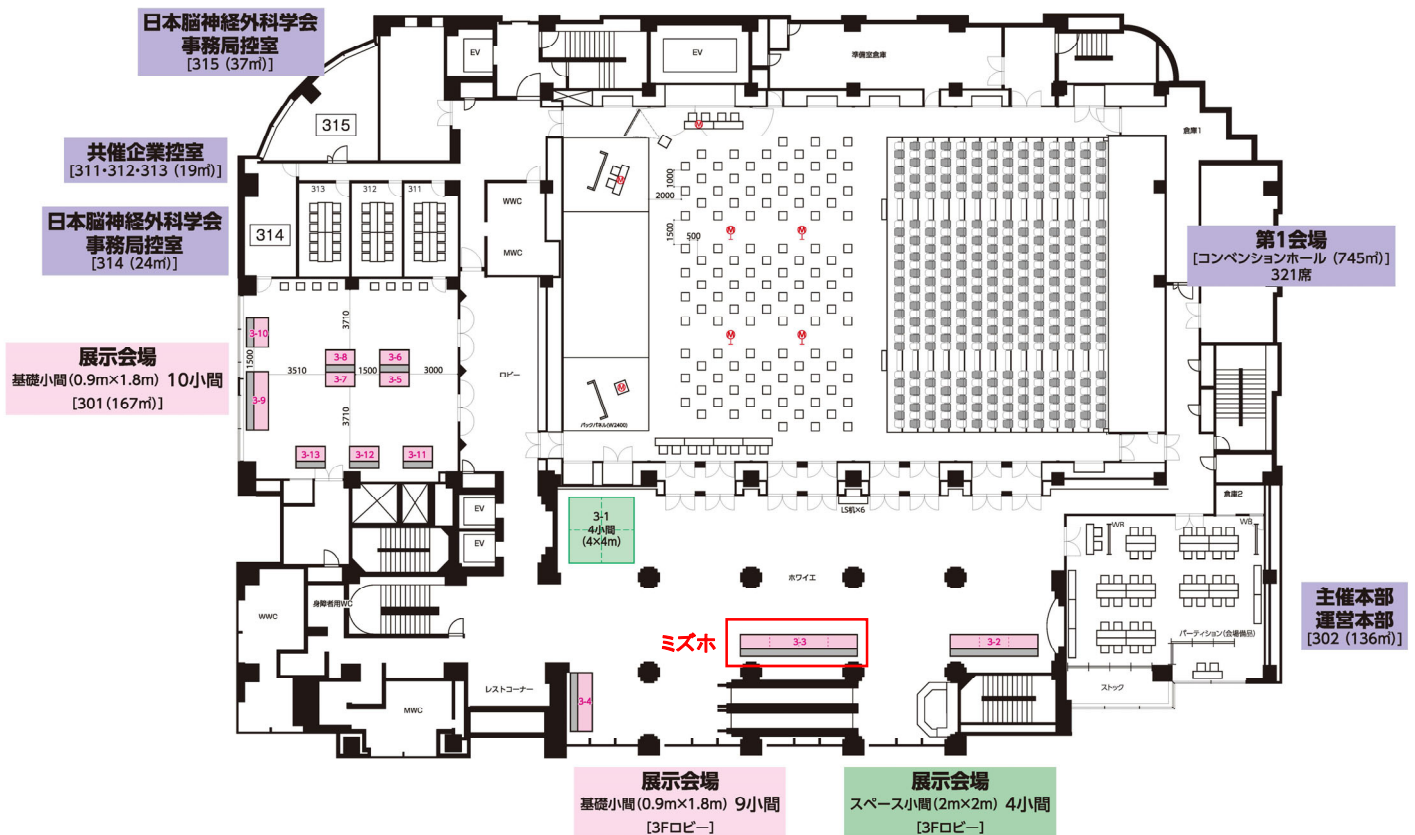 日本脳神経外科学会
事務局控室
[315 (37㎡)]
EV
EV
準備室倉庫
倉庫1
315
共催企業控室
[311・312・313 (19㎡)]
313
312
311
WWC
MWC
314
日本脳神経外科学会
事務局控室
[314 (24㎡)]
M
M
1000
2000
1500
500
M
M
M
M
M
バックパネル(W2400)
第1会場
[コンベンションホール (745㎡)]
321席
展示会場
基礎小間(0.9m×1.8m) 10小間
[301 (167㎡)]
3-10
1500
3-9
3710
3-8
3-7
3-6
3-5
3510
1500
3000
3710
3-13
3-12
3-11
ロビー
EV
EV
3-1
4小間
(4×4m)
LS机×6
倉庫2
WB
WB
ホワイエ
身障者用WC
WWC
MWC
レストコーナー
ミズホ
3-3
3-2
3-4
パーティション(会場備品)
ストック
主催本部
運営本部
[302 (136㎡)]
展示会場
基礎小間(0.9m×1.8m) 9小間
[3Fロビー]
展示会場
スペース小間(2m×2m) 4小間
[3Fロビー]